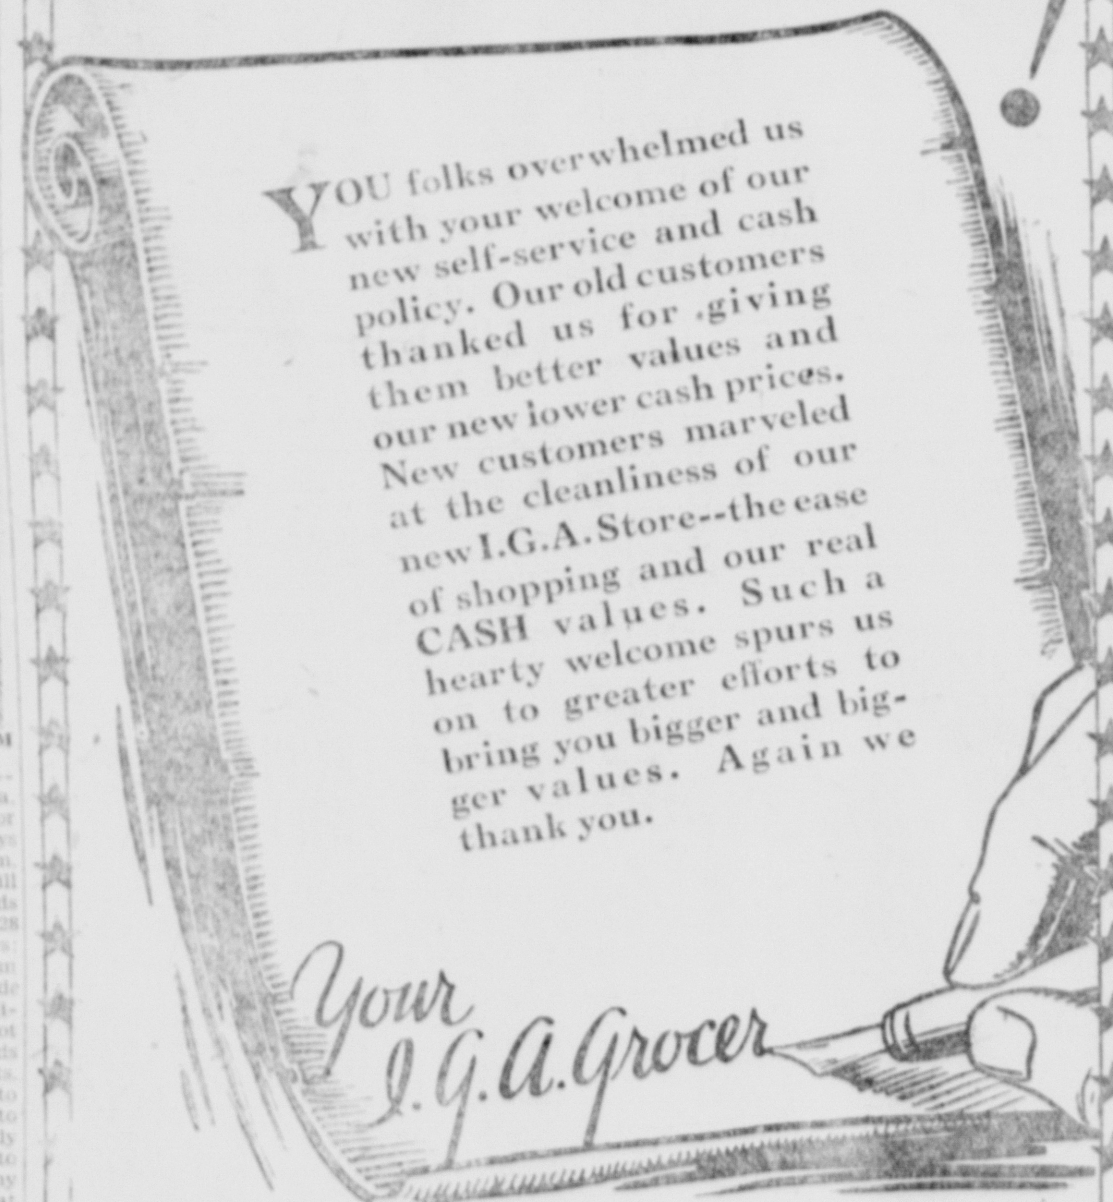 !
YOU folks overwhelmed us
with your welcome of our
new self-service and cash
policy. Our old customers
thanked us for giving
them better values and
our new lower cash prices.
New customers marveled
at the cleanliness of our
new I.G.A. Store--the ease
of shopping and our real
CASH values. Such a
hearty welcome spurs us
on to greater efforts to
bring you bigger and big-
ger values. Again we
thank you.
Your
I.G.A. Grocer